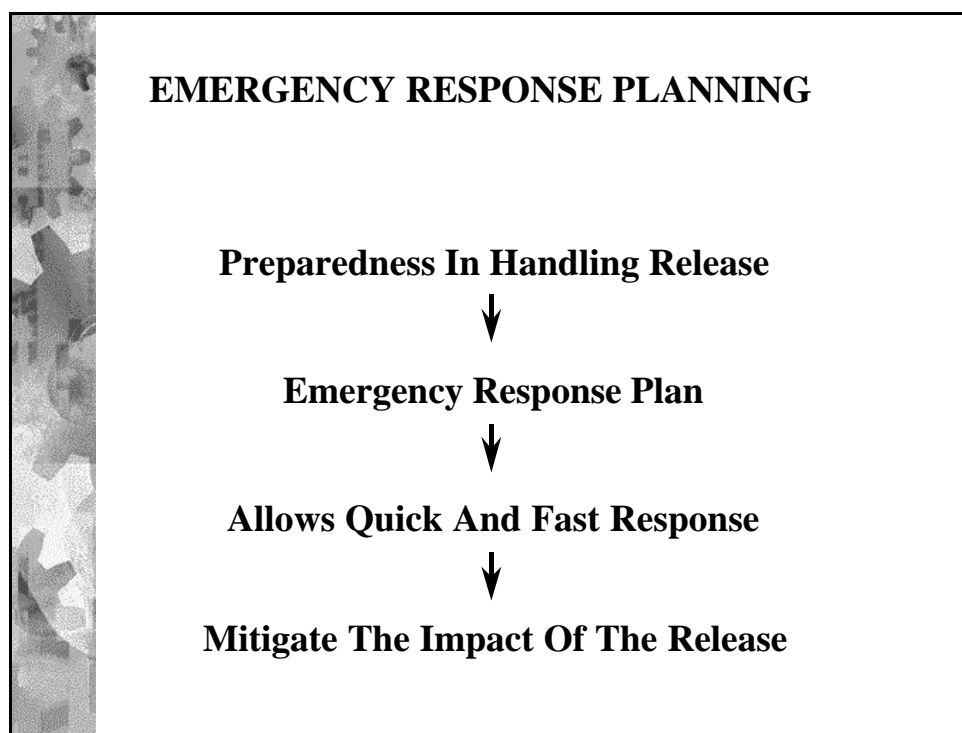 EMERGENCY RESPONSE PLANNING
Preparedness In Handling Release
Emergency Response Plan
Allows Quick And Fast Response
Mitigate The Impact Of The Release